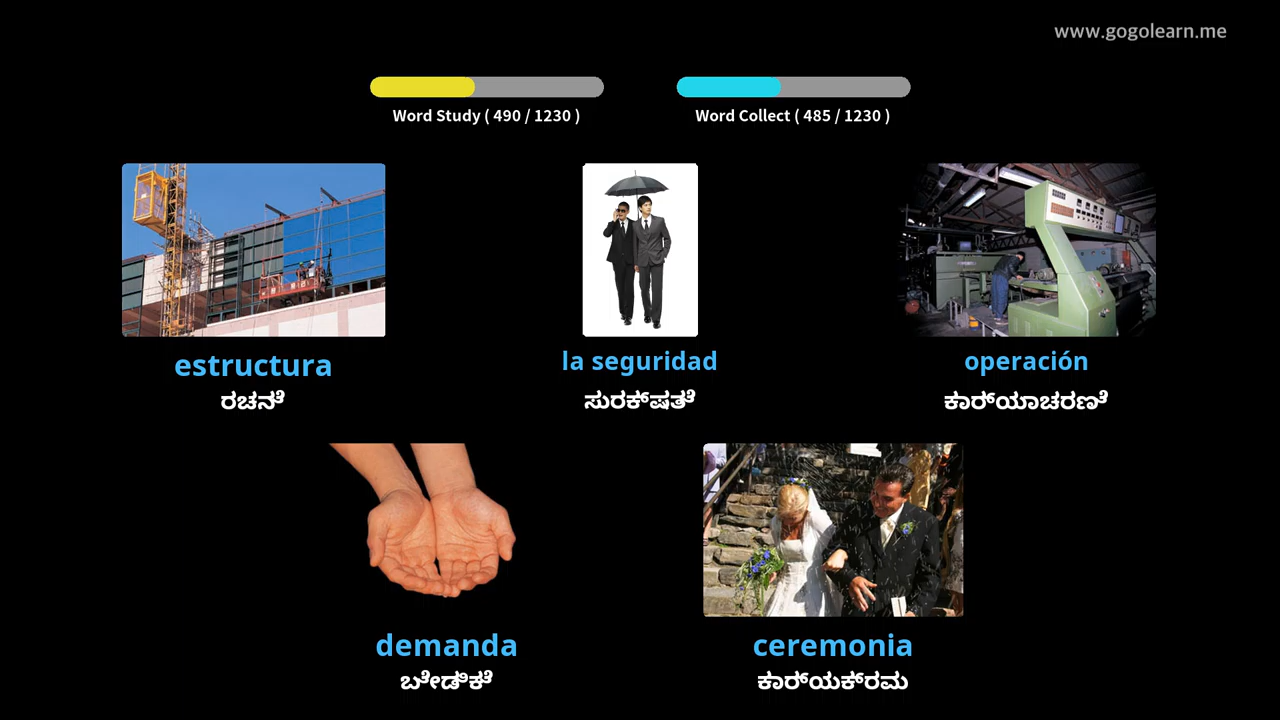 www.gogolearn.me
Word Study ( 490 / 1230 )
Word Collect ( 485 / 1230 )
estructura
ರಚನೆ
la seguridad
ಸುರಕ್ಷತೆ
operación
ಕಾರ್ಯಾಚರಣೆ
demanda
ಬೇಡಿಕೆ
ceremonia
ಕಾರ್ಯಕ್ರಮ